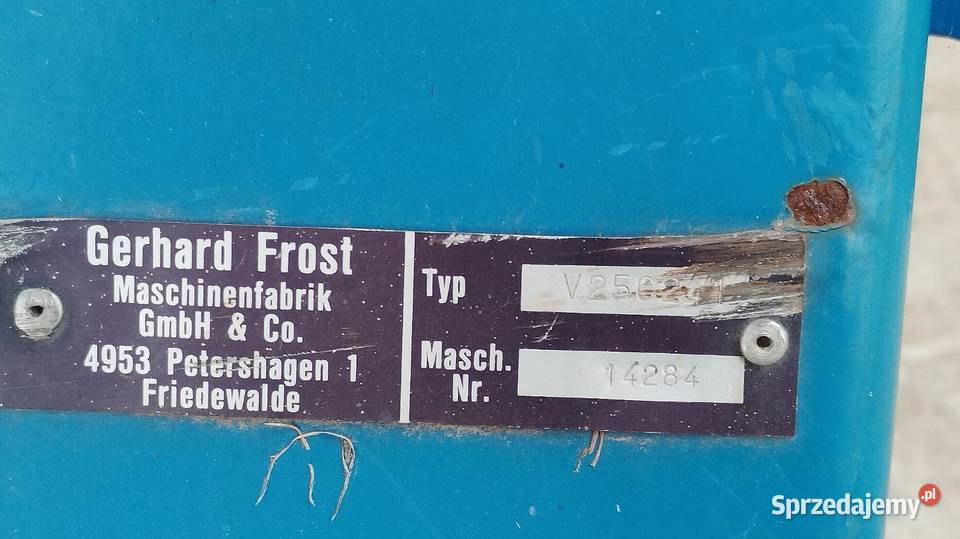 Gerhard Frost
Maschinenfabrik
GmbH & Co.
4953 Petershagen 1
Friedewalde
Typ
Masch.
Nr. 14284
Sprzedajemy.pl